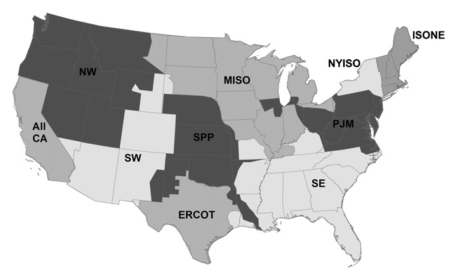 ISONE
NYISO
NW
MISO
PJM
All
CA
SPP
SW
SE
ERCOT